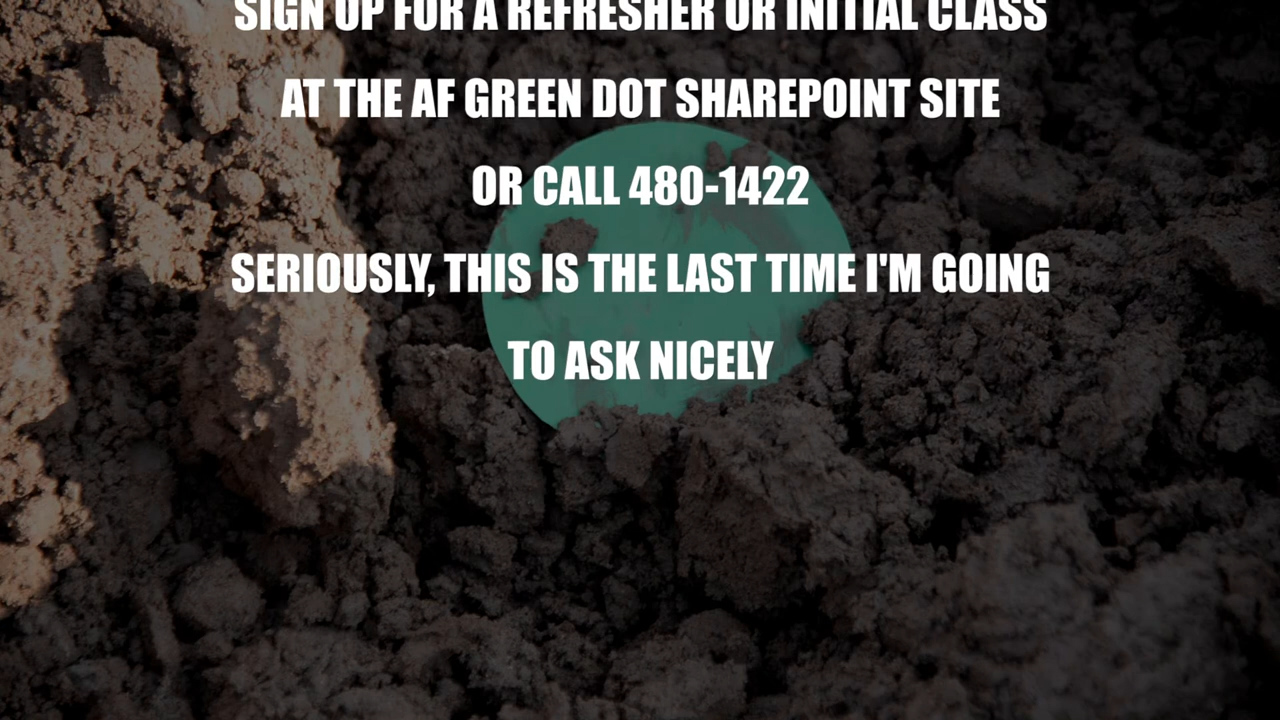 SIGN UP FOR A REFRESHER OR INITIAL CLASS
AT THE AF GREEN DOT SHAREPOINT SITE
OR CALL 480-1422
SERIOUSLY, THIS IS THE LAST TIME I'M GOING
TO ASK NICELY